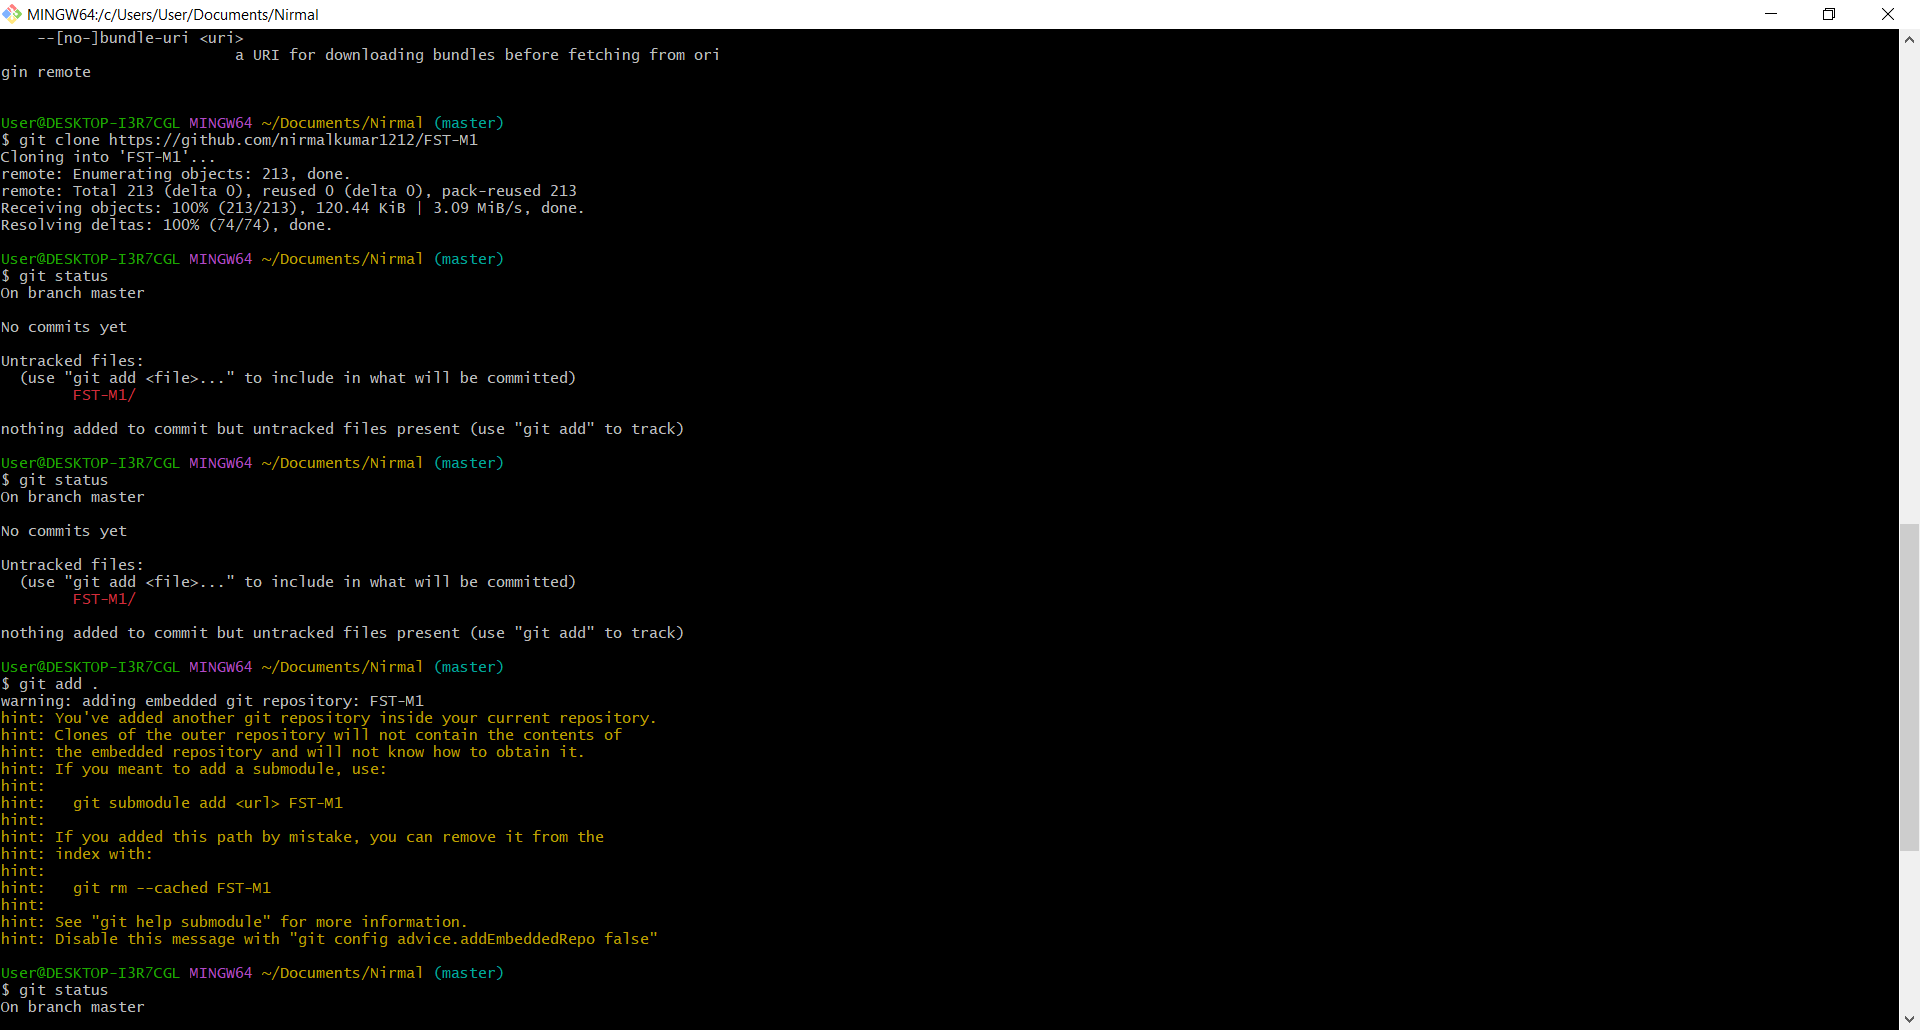 MINGW64:/c/Users/User/Documents/Nirmal
--[no-]bundle-uri <uri>
a URI for downloading bundles before fetching from ori
gin remote
User@DESKTOP-I3R7CGL MINGW64 ~/Documents/Nirmal (master)
$ git clone https://github.com/nirmalkumar1212/FST-M1
Cloning into 'FST-M1'...
remote: Enumerating objects: 213, done.
remote: Total 213 (delta 0), reused 0 (delta 0), pack-reused 213
Receiving objects: 100% (213/213), 120.44 KiB | 3.09 MiB/s, done.
Resolving deltas: 100% (74/74), done.
User@DESKTOP-I3R7CGL MINGW64 ~/Documents/Nirmal (master)
$ git status
On branch master
No commits yet
Untracked files:
(use "git add <file>..." to include in what will be committed)
FST-M1/
nothing added to commit but untracked files present (use "git add" to track)
User@DESKTOP-I3R7CGL MINGW64 ~/Documents/Nirmal (master)
$ git status
On branch master
No commits yet
Untracked files:
(use "git add <file>..." to include in what will be committed)
FST-M1/
nothing added to commit but untracked files present (use "git add" to track)
User@DESKTOP-I3R7CGL MINGW64 ~/Documents/Nirmal (master)
$ git add .
warning: adding embedded git repository: FST-M1
hint: You've added another git repository inside your current repository.
hint: Clones of the outer repository will not contain the contents of
hint: the embedded repository and will not know how to obtain it.
hint: If you meant to add a submodule, use:
hint:
hint: git submodule add <url> FST-M1
hint:
hint: If you added this path by mistake, you can remove it from the
hint: index with:
hint:
hint: git rm --cached FST-M1
hint:
hint: See "git help submodule" for more information.
hint: Disable this message with "git config advice.addEmbeddedRepo false"
User@DESKTOP-I3R7CGL MINGW64 ~/Documents/Nirmal (master)
$ git status
On branch master